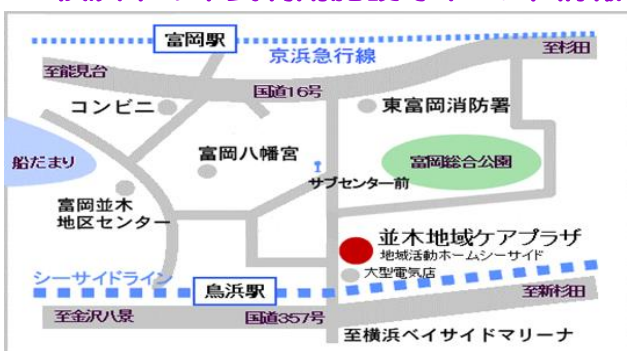 富岡駅
京浜急行線
至杉田
至能見台
国道16号
コンビニ
東富岡消防署
船だまり
富岡八幡宮
富岡総合公園
サブセンター前
富岡並木
地区センター
並木地域ケアプラザ
地域活動ホームシーサイド
大型電気店
シーサイドライン
鳥浜駅
至新杉田
至金沢八景
国道357号
至横浜ベイサイドマリーナ